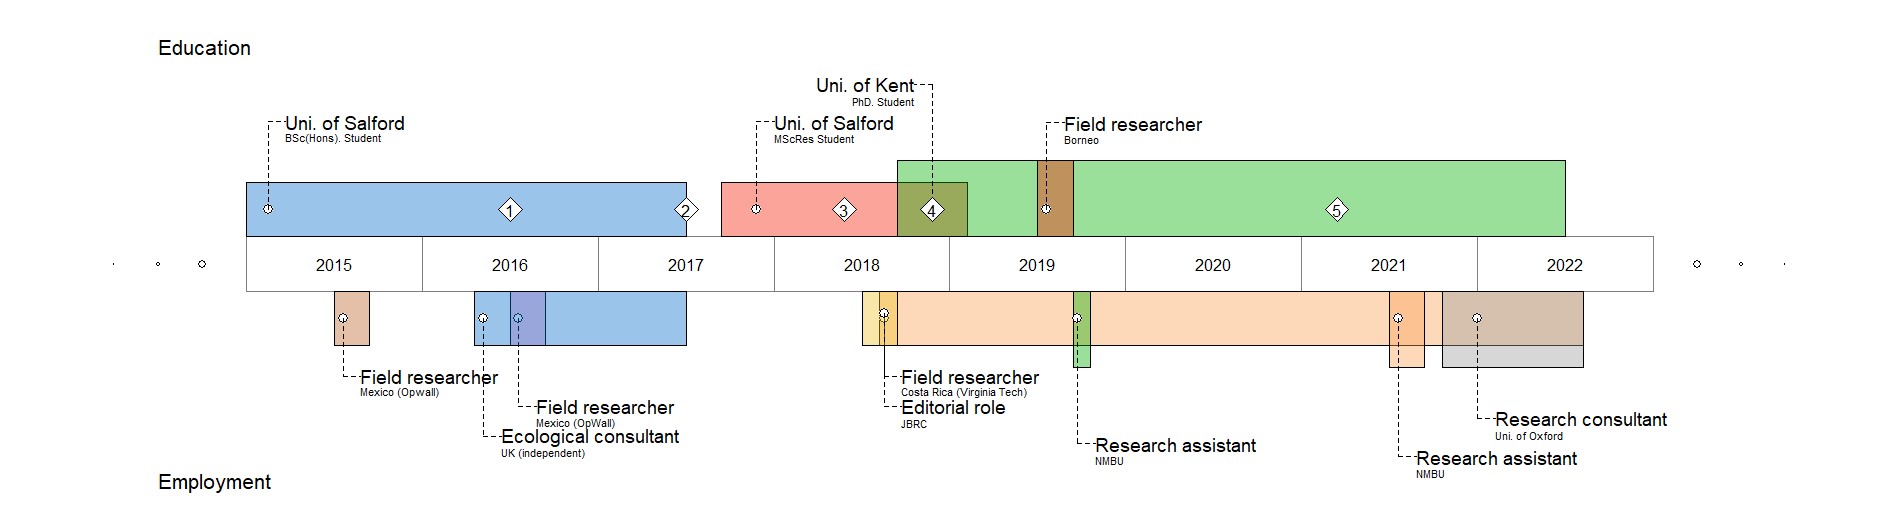 Education
Uni. of Kent
PhD. Student
Uni. of Salford
BSc(Hons). Student
Uni. of Salford
MScRes Student
Field researcher
Borneo
1
2
3
4
5
2015 2016 2017 2018 2019 2020 2021 2022
Field researcher
Mexico (Opwall)
Field researcher
Mexico (OpWall)
Ecological consultant
UK (independent)
Field researcher
Costa Rica (Virginia Tech)
Editorial role
JBRC
Research assistant
NMBU
Research consultant
Uni. of Oxford
Research assistant
NMBU
Employment